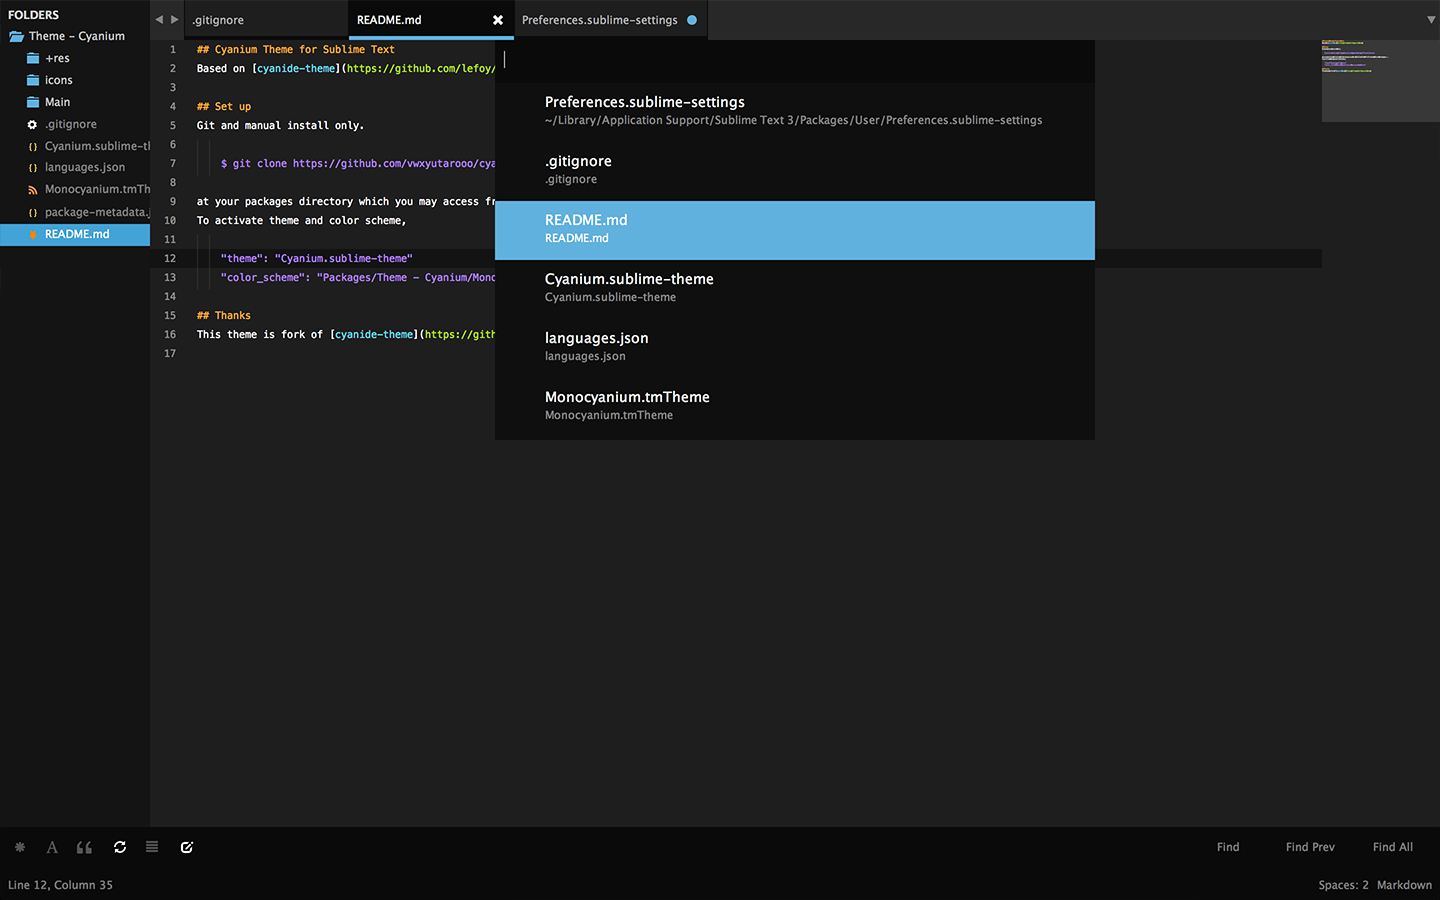 FOLDERS
Theme - Cyanium
+res
icons
Main
.gitignore
Cyanium.sublime-th
languages.json
Monocyanium.tmTh
package-metadata.j
README.md
.gitignore
README.md
Preferences.sublime-settings
1 ## Cyanium Theme for Sublime Text
2 Based on [cyanide-theme](https://github.com/lefoy/
3
4 ## Set up
5 Git and manual install only.
6
7 $ git clone https://github.com/vwxyutarooo/cya
8
9 at your packages directory which you may access fr
10 To activate theme and color scheme,
11
12 "theme": "Cyanium.sublime-theme"
13 "color_scheme": "Packages/Theme - Cyanium/Mono
14
15 ## Thanks
16 This theme is fork of [cyanide-theme](https://gith
17
Preferences.sublime-settings
~/Library/Application Support/Sublime Text 3/Packages/User/Preferences.sublime-settings
.gitignore
.gitignore
README.md
README.md
Cyanium.sublime-theme
Cyanium.sublime-theme
languages.json
languages.json
Monocyanium.tmTheme
Monocyanium.tmTheme
Find
Find Prev
Find All
Line 12, Column 35
Spaces: 2
Markdown